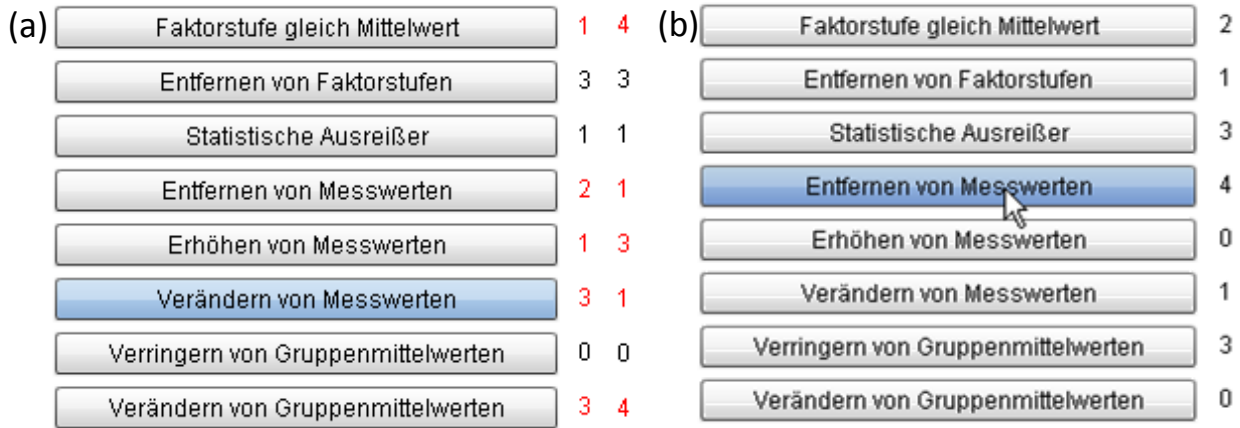 (a) Faktorstufe gleich Mittelwert 1 4
Entfernen von Faktorstufen 3 3
Statistische Ausreißer 1 1
Entfernen von Messwerten 2 1
Erhöhen von Messwerten 1 3
Verändern von Messwerten 3 1
Verringern von Gruppenmittelwerten 0 0
Verändern von Gruppenmittelwerten 3 4
(b) Faktorstufe gleich Mittelwert 2
Entfernen von Faktorstufen 1
Statistische Ausreißer 3
Entfernen von Messwerten 4
Erhöhen von Messwerten 0
Verändern von Messwerten 1
Verringern von Gruppenmittelwerten 3
Verändern von Gruppenmittelwerten 0